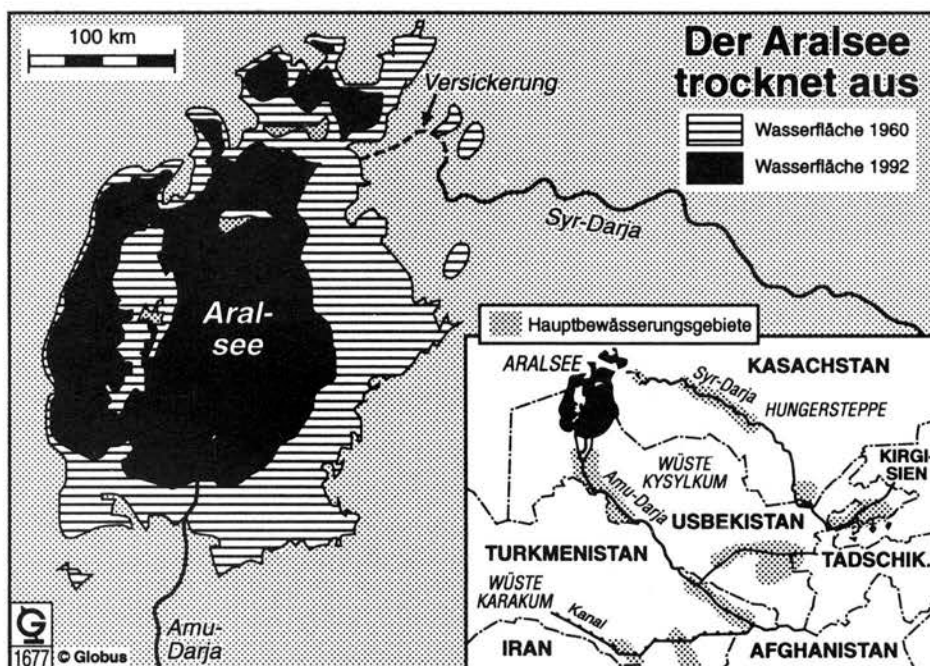 100 km
Der Aralsee
trocknet aus
Wasserfläche 1960
Wasserfläche 1992
Versickerung
Syr-Darja
Aral-
see
Amu-
Darja
Hauptbewässerungsgebiete
ARALSEE
KASACHSTAN
Syr-Darja
HUNGERSTEPPE
WÜSTE
KYSYLKUM
KIRGI-
SIEN
Amu-Darja
USBEKISTAN
TURKMENISTAN
TADSCHIK.
WÜSTE
KARAKUM
Kanal
IRAN
AFGHANISTAN
G
1677
© Globus